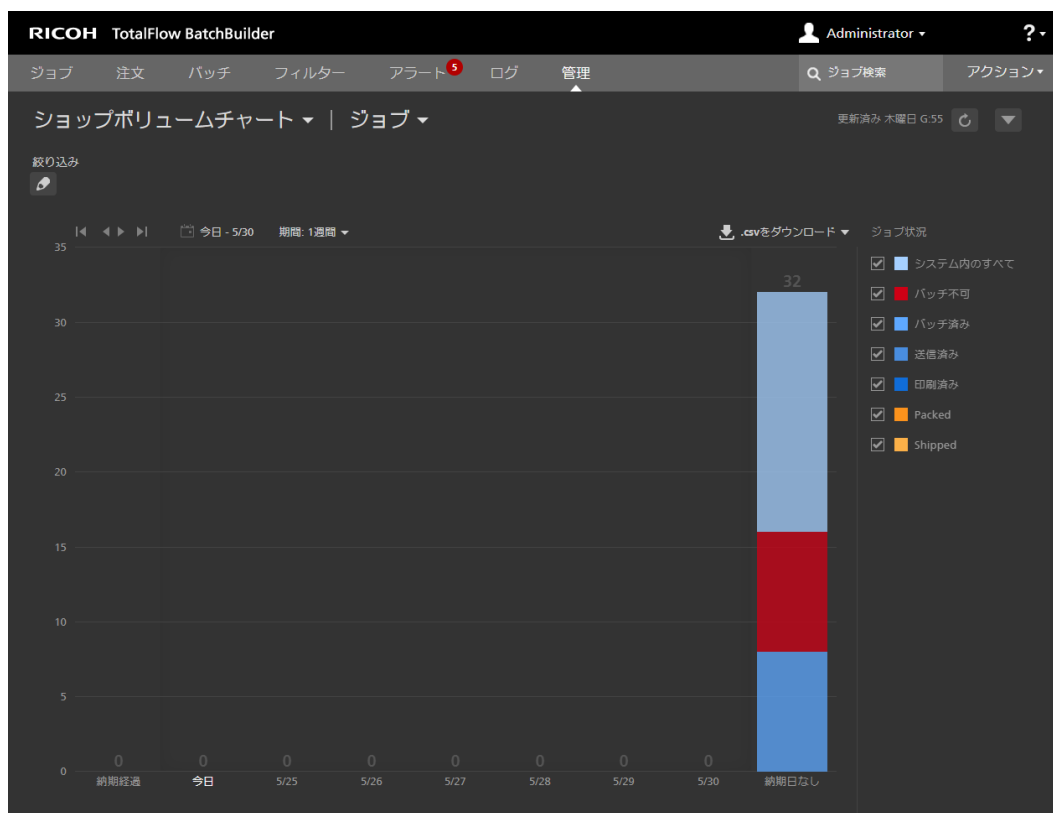 RICOH TotalFlow BatchBuilder Administrator ?
ジョブ 注文 バッチ フィルター アラート 5 ログ 管理 ジョブ検索 アクション
ショップボリュームチャート | ジョブ 更新済み 木曜日 G:55
絞り込み
今日 - 5/30 期間: 1週間 .csvをダウンロード ジョブ状況
35
システム内のすべて
32
バッチ不可
30
バッチ済み
送信済み
印刷済み
25
Packed
Shipped
20
15
10
5
0 0 0 0 0 0 0 0
0
納期経過 今日 5/25 5/26 5/27 5/28 5/29 5/30 納期日なし